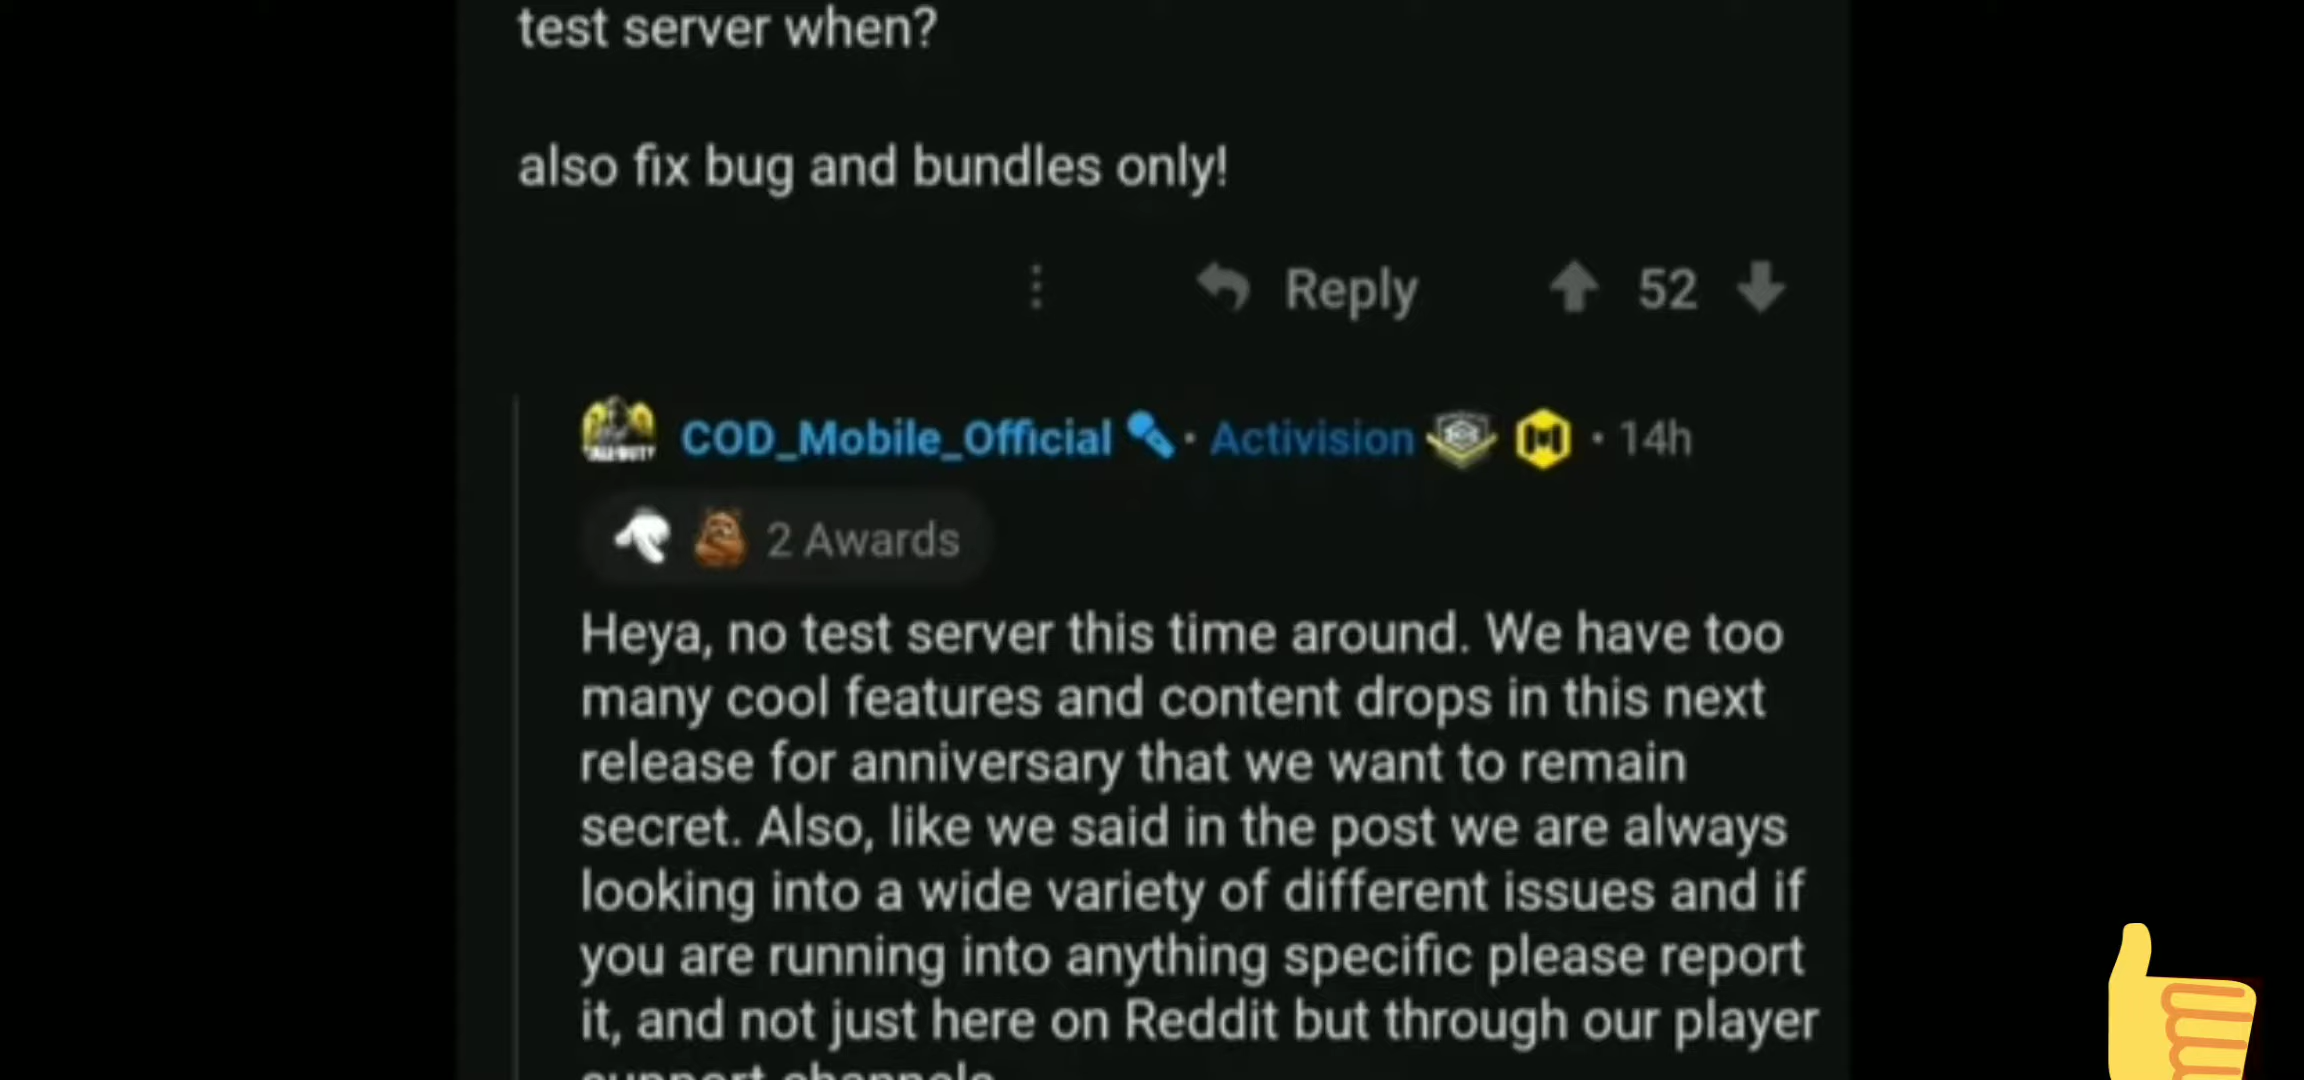 test server when?
also fix bug and bundles only!
Reply 52
COD_Mobile_Official · Activision · 14h
2 Awards
Heya, no test server this time around. We have too
many cool features and content drops in this next
release for anniversary that we want to remain
secret. Also, like we said in the post we are always
looking into a wide variety of different issues and if
you are running into anything specific please report
it, and not just here on Reddit but through our player
support channels